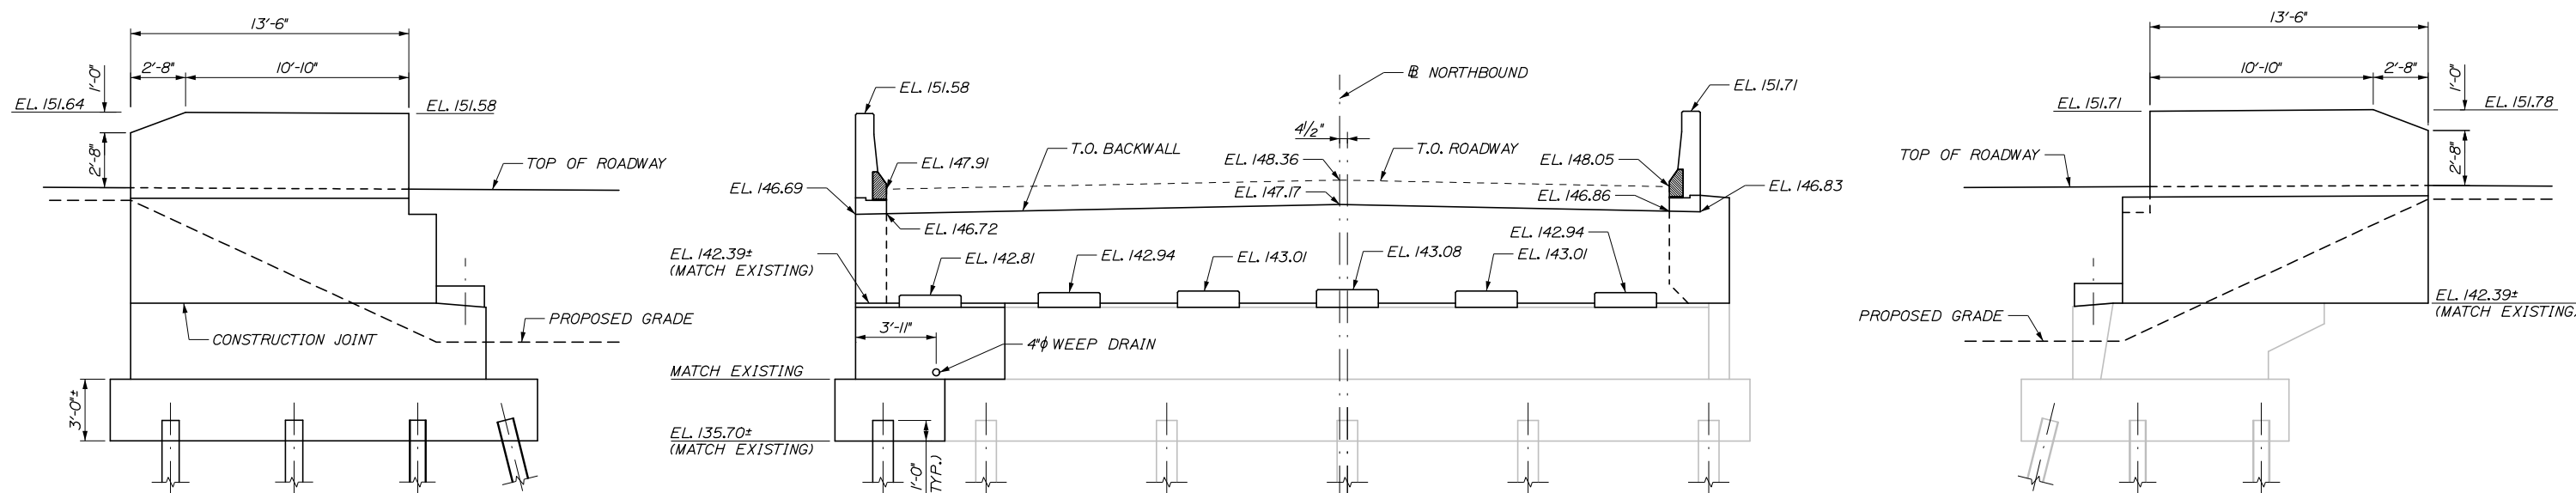 13'-6"
2'-8"
10'-10"
1'-0"
EL. 151.64
EL. 151.58
2'-8"
TOP OF ROADWAY
PROPOSED GRADE
CONSTRUCTION JOINT
3'-0"±
℄ NORTHBOUND
EL. 151.58
EL. 151.71
4½"
T.O. BACKWALL
EL. 148.36
T.O. ROADWAY
EL. 147.91
EL. 148.05
EL. 146.69
EL. 147.17
EL. 146.86
EL. 146.83
EL. 146.72
EL. 142.94
EL. 142.39±
(MATCH EXISTING)
EL. 142.81
EL. 142.94
EL. 143.01
EL. 143.08
EL. 143.01
3'-11"
4"ϕ WEEP DRAIN
MATCH EXISTING
EL. 135.70±
(MATCH EXISTING)
1'-0"
TYP.)
13'-6"
10'-10"
2'-8"
1'-0"
EL. 151.71
EL. 151.78
TOP OF ROADWAY
2'-8"
EL. 142.39±
(MATCH EXISTING)
PROPOSED GRADE